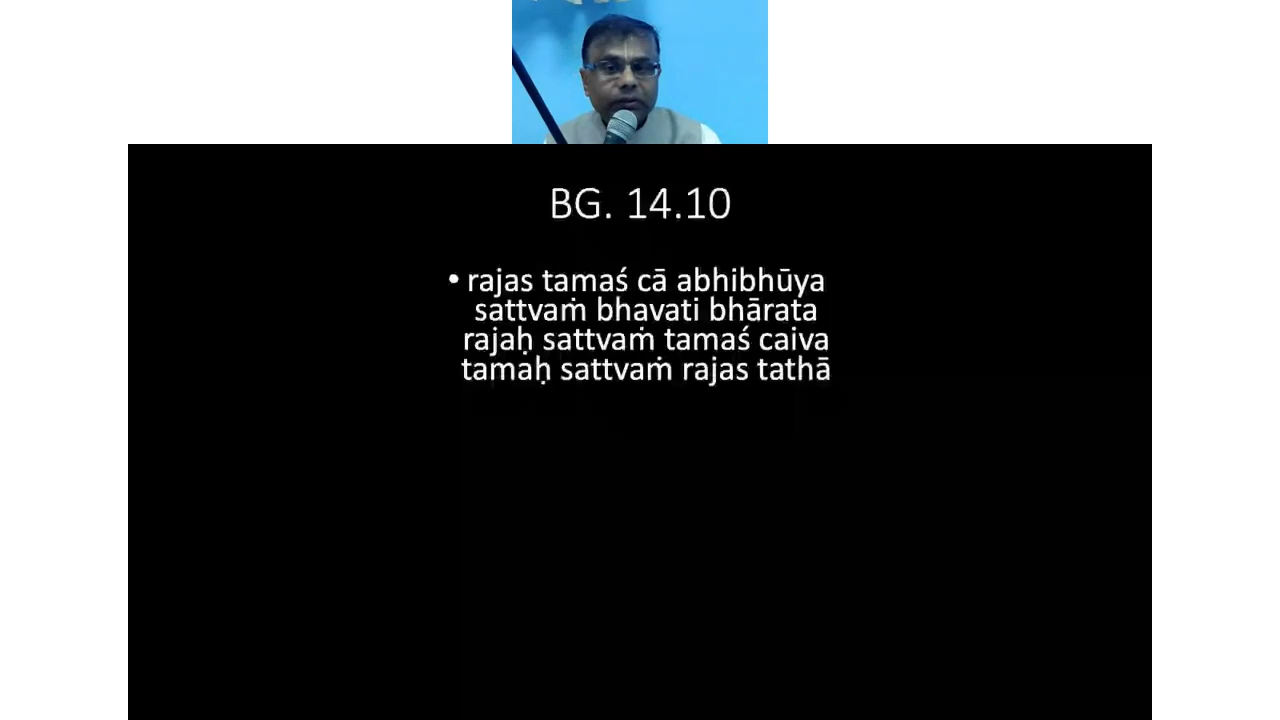 BG. 14.10
• rajas tamaś cā abhibhūya
sattvaṁ bhavati bhārata
rajaḥ sattvaṁ tamaś caiva
tamaḥ sattvaṁ rajas tathā